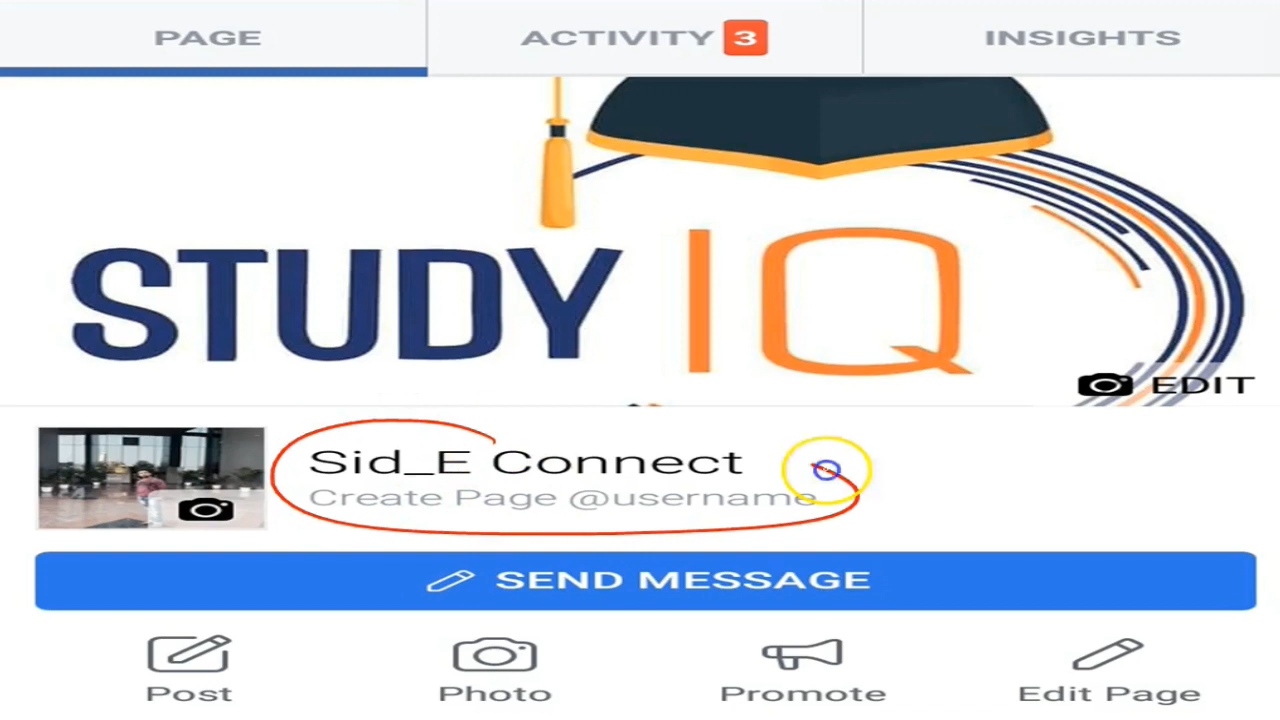 PAGE ACTIVITY 3 INSIGHTS
STUDY IQ
EDIT
Sid_E Connect
Create Page @username
SEND MESSAGE
Post Photo Promote Edit Page